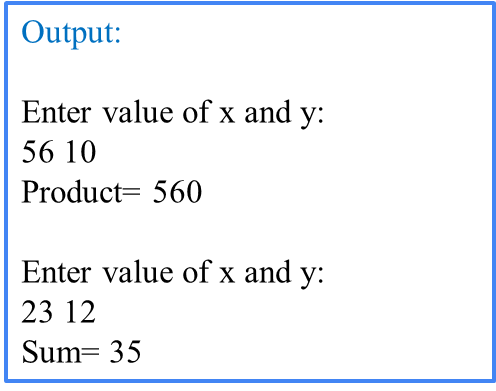 Output:
Enter value of x and y:
56 10
Product= 560
Enter value of x and y:
23 12
Sum= 35